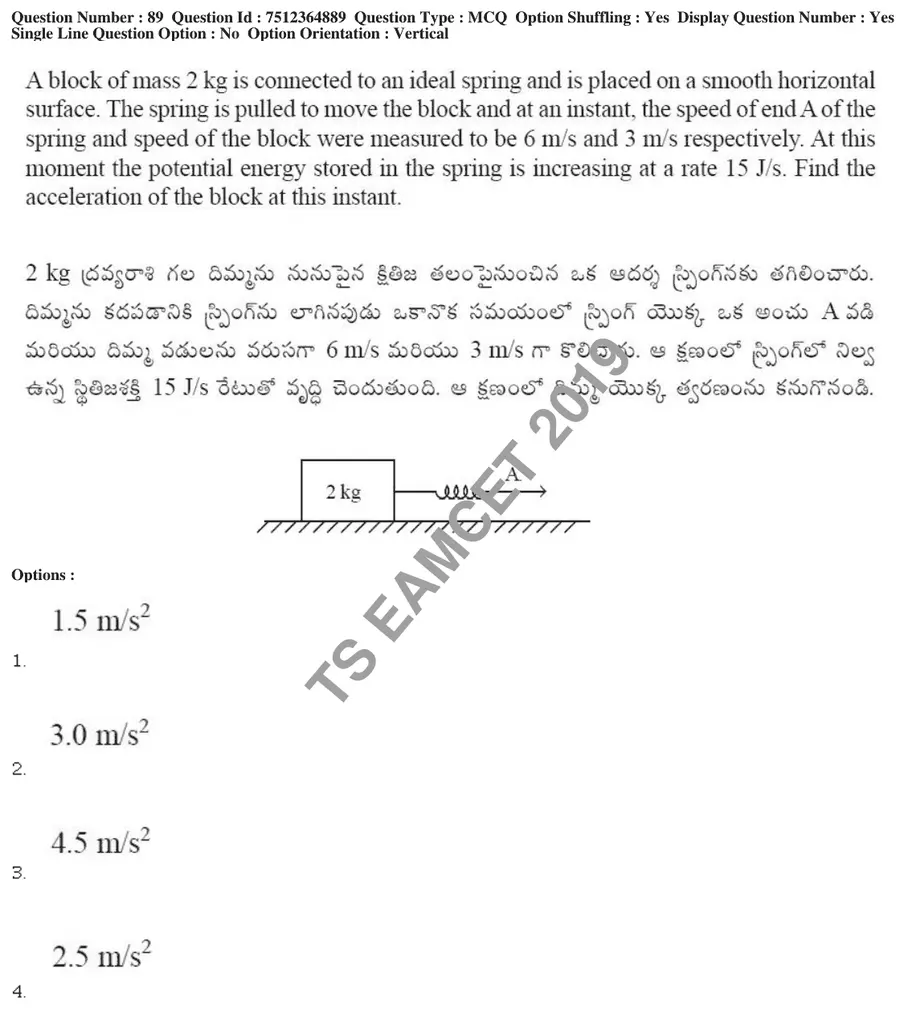 Question Number : 89 Question Id : 7512364889 Question Type : MCQ Option Shuffling : Yes Display Question Number : Yes
Single Line Question Option : No Option Orientation : Vertical
A block of mass 2 kg is connected to an ideal spring and is placed on a smooth horizontal
surface. The spring is pulled to move the block and at an instant, the speed of end A of the
spring and speed of the block were measured to be 6 m/s and 3 m/s respectively. At this
moment the potential energy stored in the spring is increasing at a rate 15 J/s. Find the
acceleration of the block at this instant.
2 kg ద్రవ్యరాశి గల దిమ్మను నునుపైన క్షితిజ తలంపైనుంచిన ఒక ఆదర్శ స్ప్రింగ్‌నకు తగిలించారు.
దిమ్మను కదపడానికి స్ప్రింగ్‌ను లాగినపుడు ఒకానొక సమయంలో స్ప్రింగ్ యొక్క ఒక అంచు A వడి
మరియు దిమ్మ వడులను వరుసగా 6 m/s మరియు 3 m/s గా కొలిచారు. ఆ క్షణంలో స్ప్రింగ్‌లో నిల్వ
ఉన్న స్థితిజశక్తి 15 J/s రేటుతో వృద్ధి చెందుతుంది. ఆ క్షణంలో దిమ్మ యొక్క త్వరణంను కనుగొనండి.
A
2 kg
TS EAMCET 2019
Options :
1.5 m/s²
1.
3.0 m/s²
2.
4.5 m/s²
3.
2.5 m/s²
4.